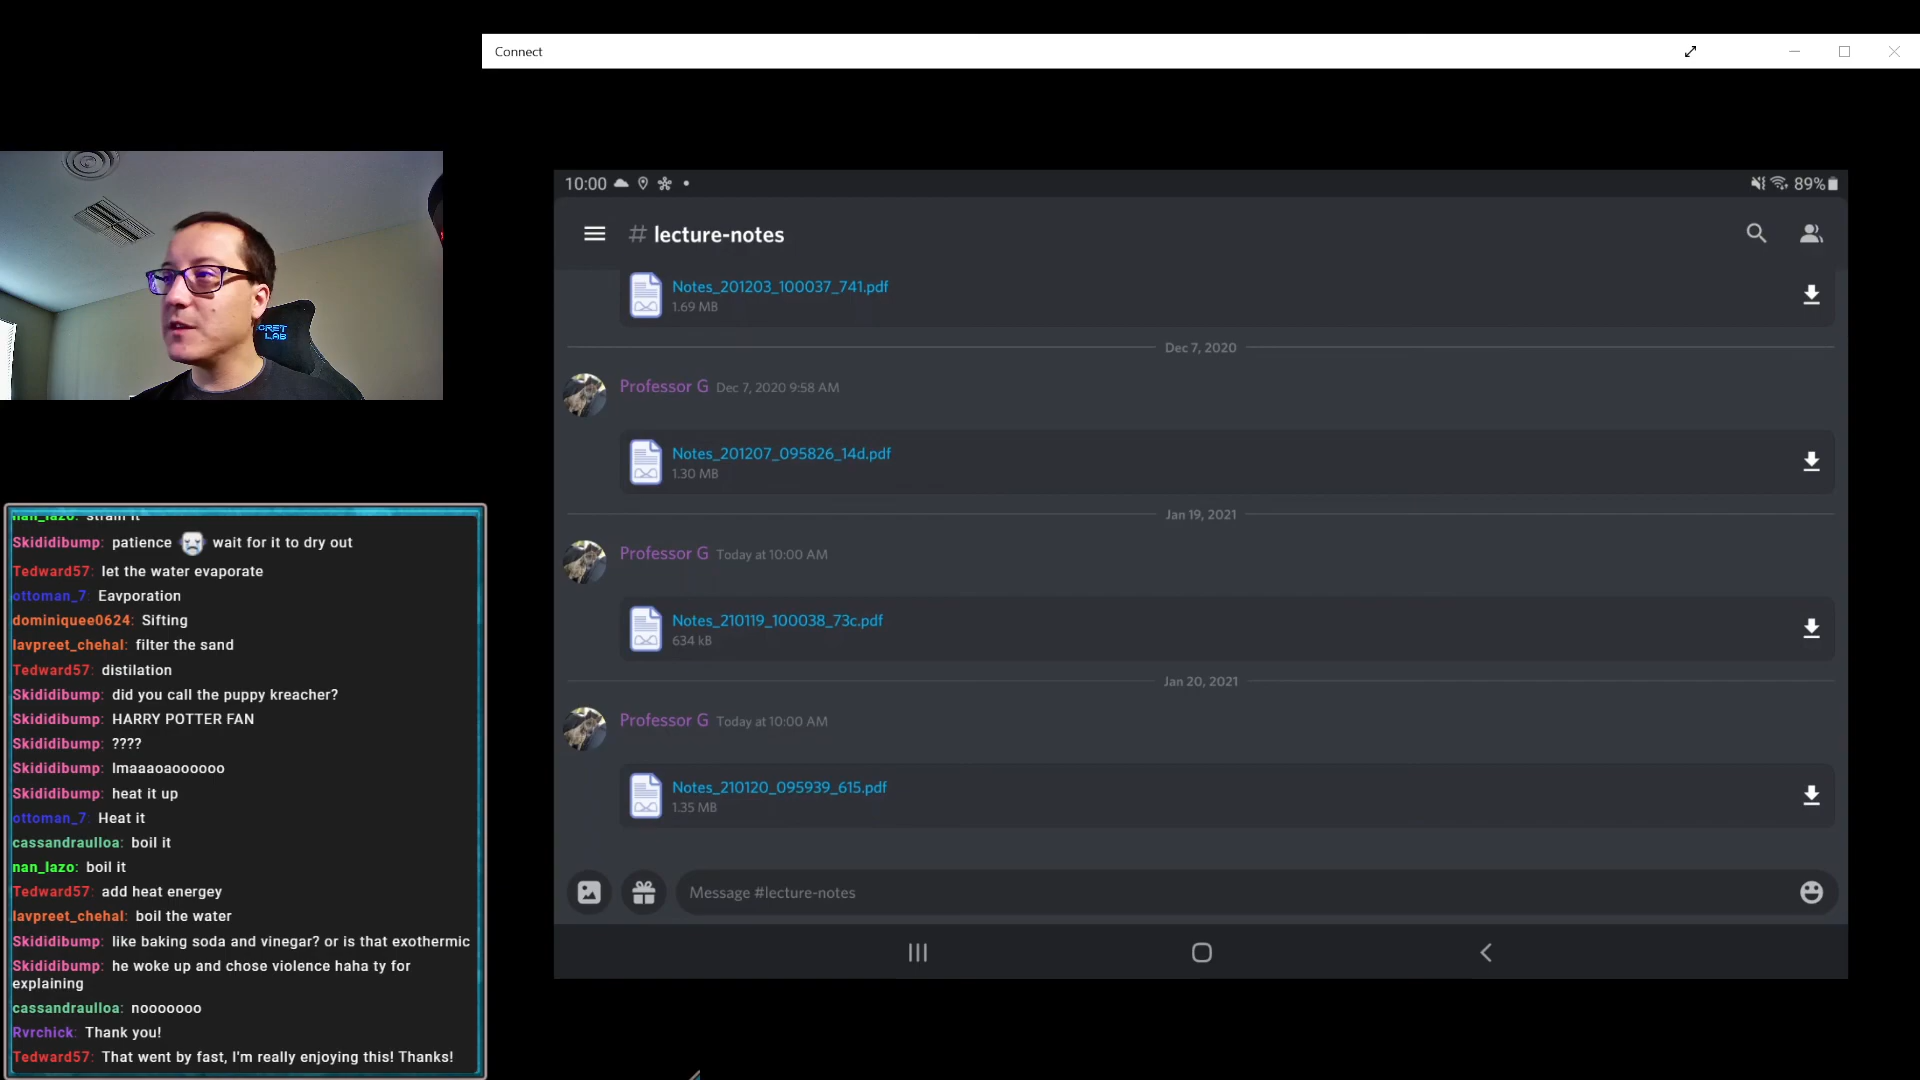 Connect
10:00
89%
# lecture-notes
Notes_201203_100037_741.pdf
1.69 MB
Dec 7, 2020
Professor G Dec 7, 2020 9:58 AM
Notes_201207_095826_14d.pdf
1.30 MB
Jan 19, 2021
Professor G Today at 10:00 AM
Notes_210119_100038_73c.pdf
634 kB
Jan 20, 2021
Professor G Today at 10:00 AM
Notes_210120_095939_615.pdf
1.35 MB
Message #lecture-notes
CRET
LAB
nan_lazo: strain it
Skididibump: patience wait for it to dry out
Tedward57: let the water evaporate
ottoman_7: Eavporation
dominiquee0624: Sifting
lavpreet_chehal: filter the sand
Tedward57: distilation
Skididibump: did you call the puppy kreacher?
Skididibump: HARRY POTTER FAN
Skididibump: ????
Skididibump: lmaaaoaoooooo
Skididibump: heat it up
ottoman_7: Heat it
cassandraulloa: boil it
nan_lazo: boil it
Tedward57: add heat energey
lavpreet_chehal: boil the water
Skididibump: like baking soda and vinegar? or is that exothermic
Skididibump: he woke up and chose violence haha ty for
explaining
cassandraulloa: nooooooo
Rvrchick: Thank you!
Tedward57: That went by fast, I'm really enjoying this! Thanks!